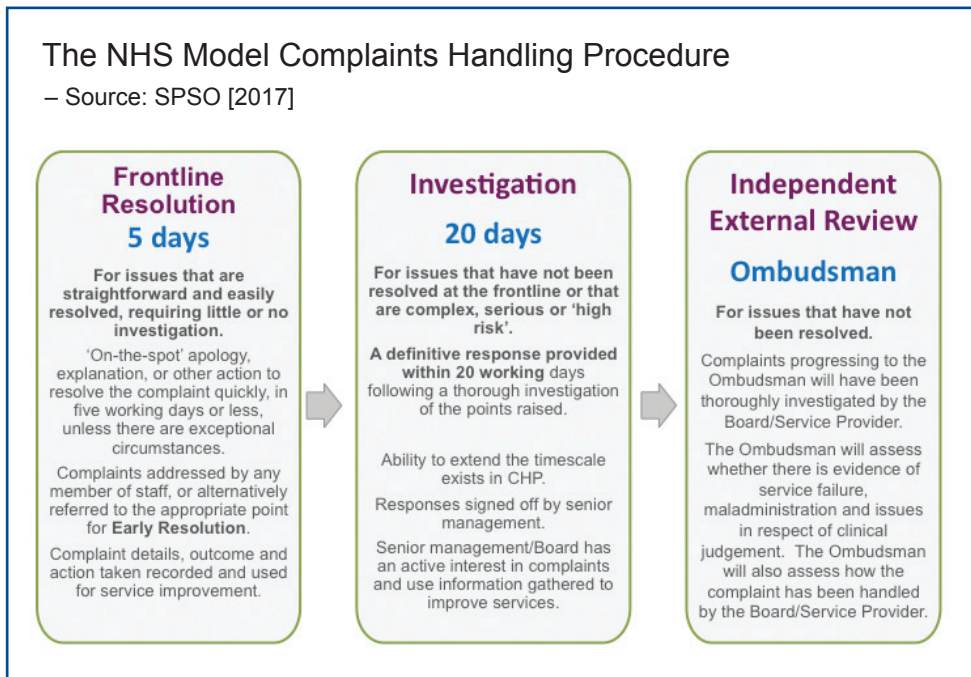 The NHS Model Complaints Handling Procedure
– Source: SPSO [2017]
Frontline
Resolution
5 days
For issues that are
straightforward and easily
resolved, requiring little or no
investigation.
‘On-the-spot’ apology,
explanation, or other action to
resolve the complaint quickly, in
five working days or less,
unless there are exceptional
circumstances.
Complaints addressed by any
member of staff, or alternatively
referred to the appropriate point
for Early Resolution.
Complaint details, outcome and
action taken recorded and used
for service improvement.
Investigation
20 days
For issues that have not been
resolved at the frontline or that
are complex, serious or ‘high
risk’.
A definitive response provided
within 20 working days
following a thorough investigation
of the points raised.
Ability to extend the timescale
exists in CHP.
Responses signed off by senior
management.
Senior management/Board has
an active interest in complaints
and use information gathered to
improve services.
Independent
External Review
Ombudsman
For issues that have not
been resolved.
Complaints progressing to the
Ombudsman will have been
thoroughly investigated by the
Board/Service Provider.
The Ombudsman will assess
whether there is evidence of
service failure,
maladministration and issues
in respect of clinical
judgement. The Ombudsman
will also assess how the
complaint has been handled
by the Board/Service Provider.